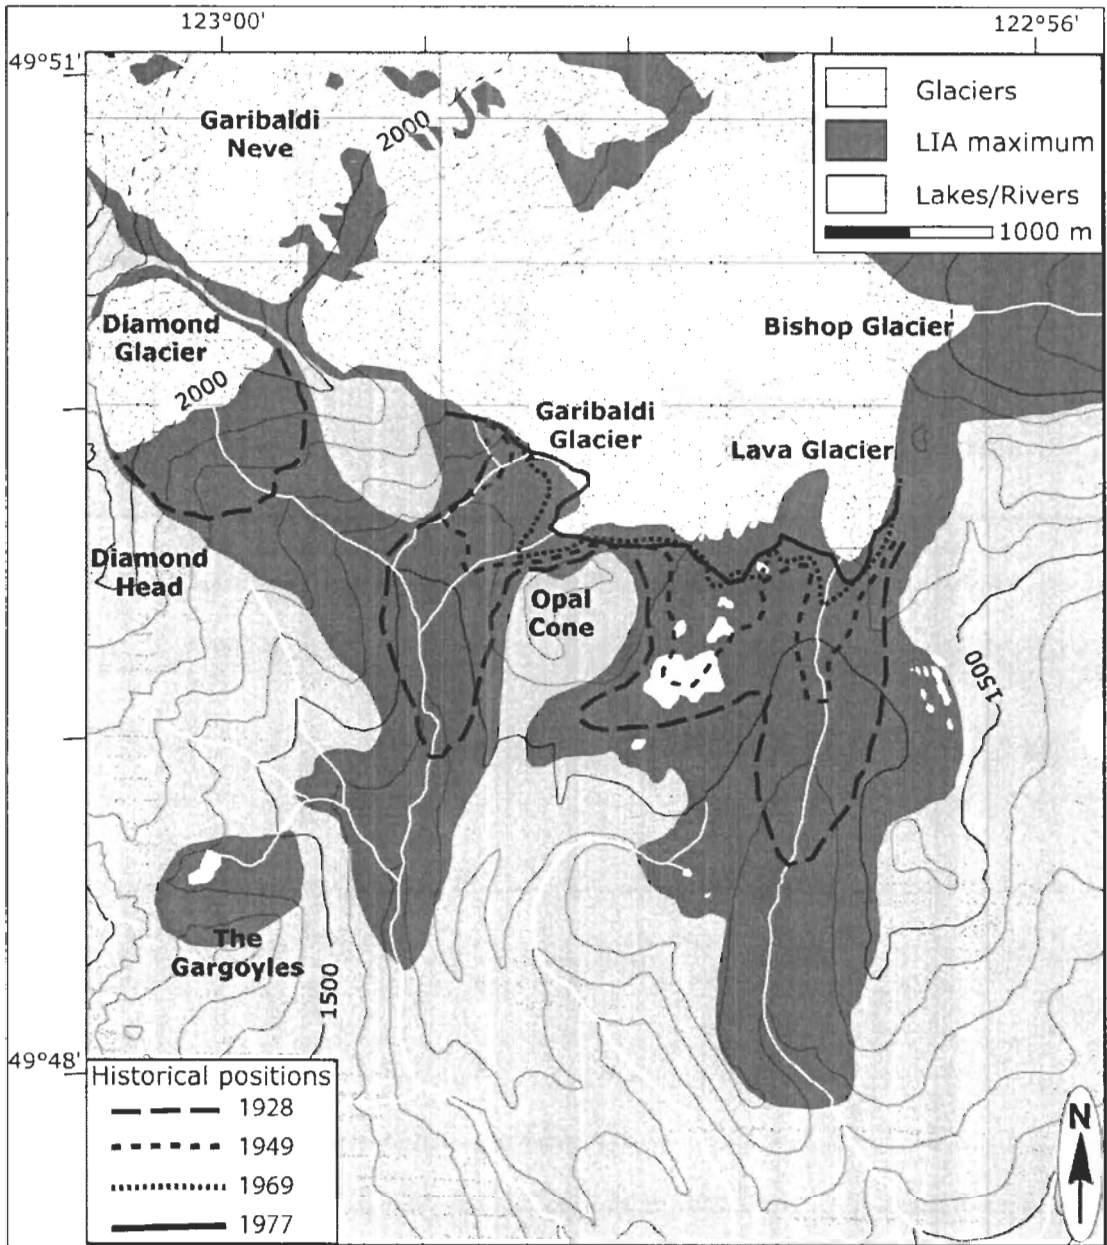 123°00'
122°56'
49°51'
Glaciers
LIA maximum
Lakes/Rivers
1000 m
Garibaldi
Neve
2000
Diamond
Glacier
2000
Bishop Glacier
Garibaldi
Glacier
Lava Glacier
Diamond
Head
Opal
Cone
1500
The
Gargoyles
1500
49°48'
Historical positions
1928
1949
1969
1977
N